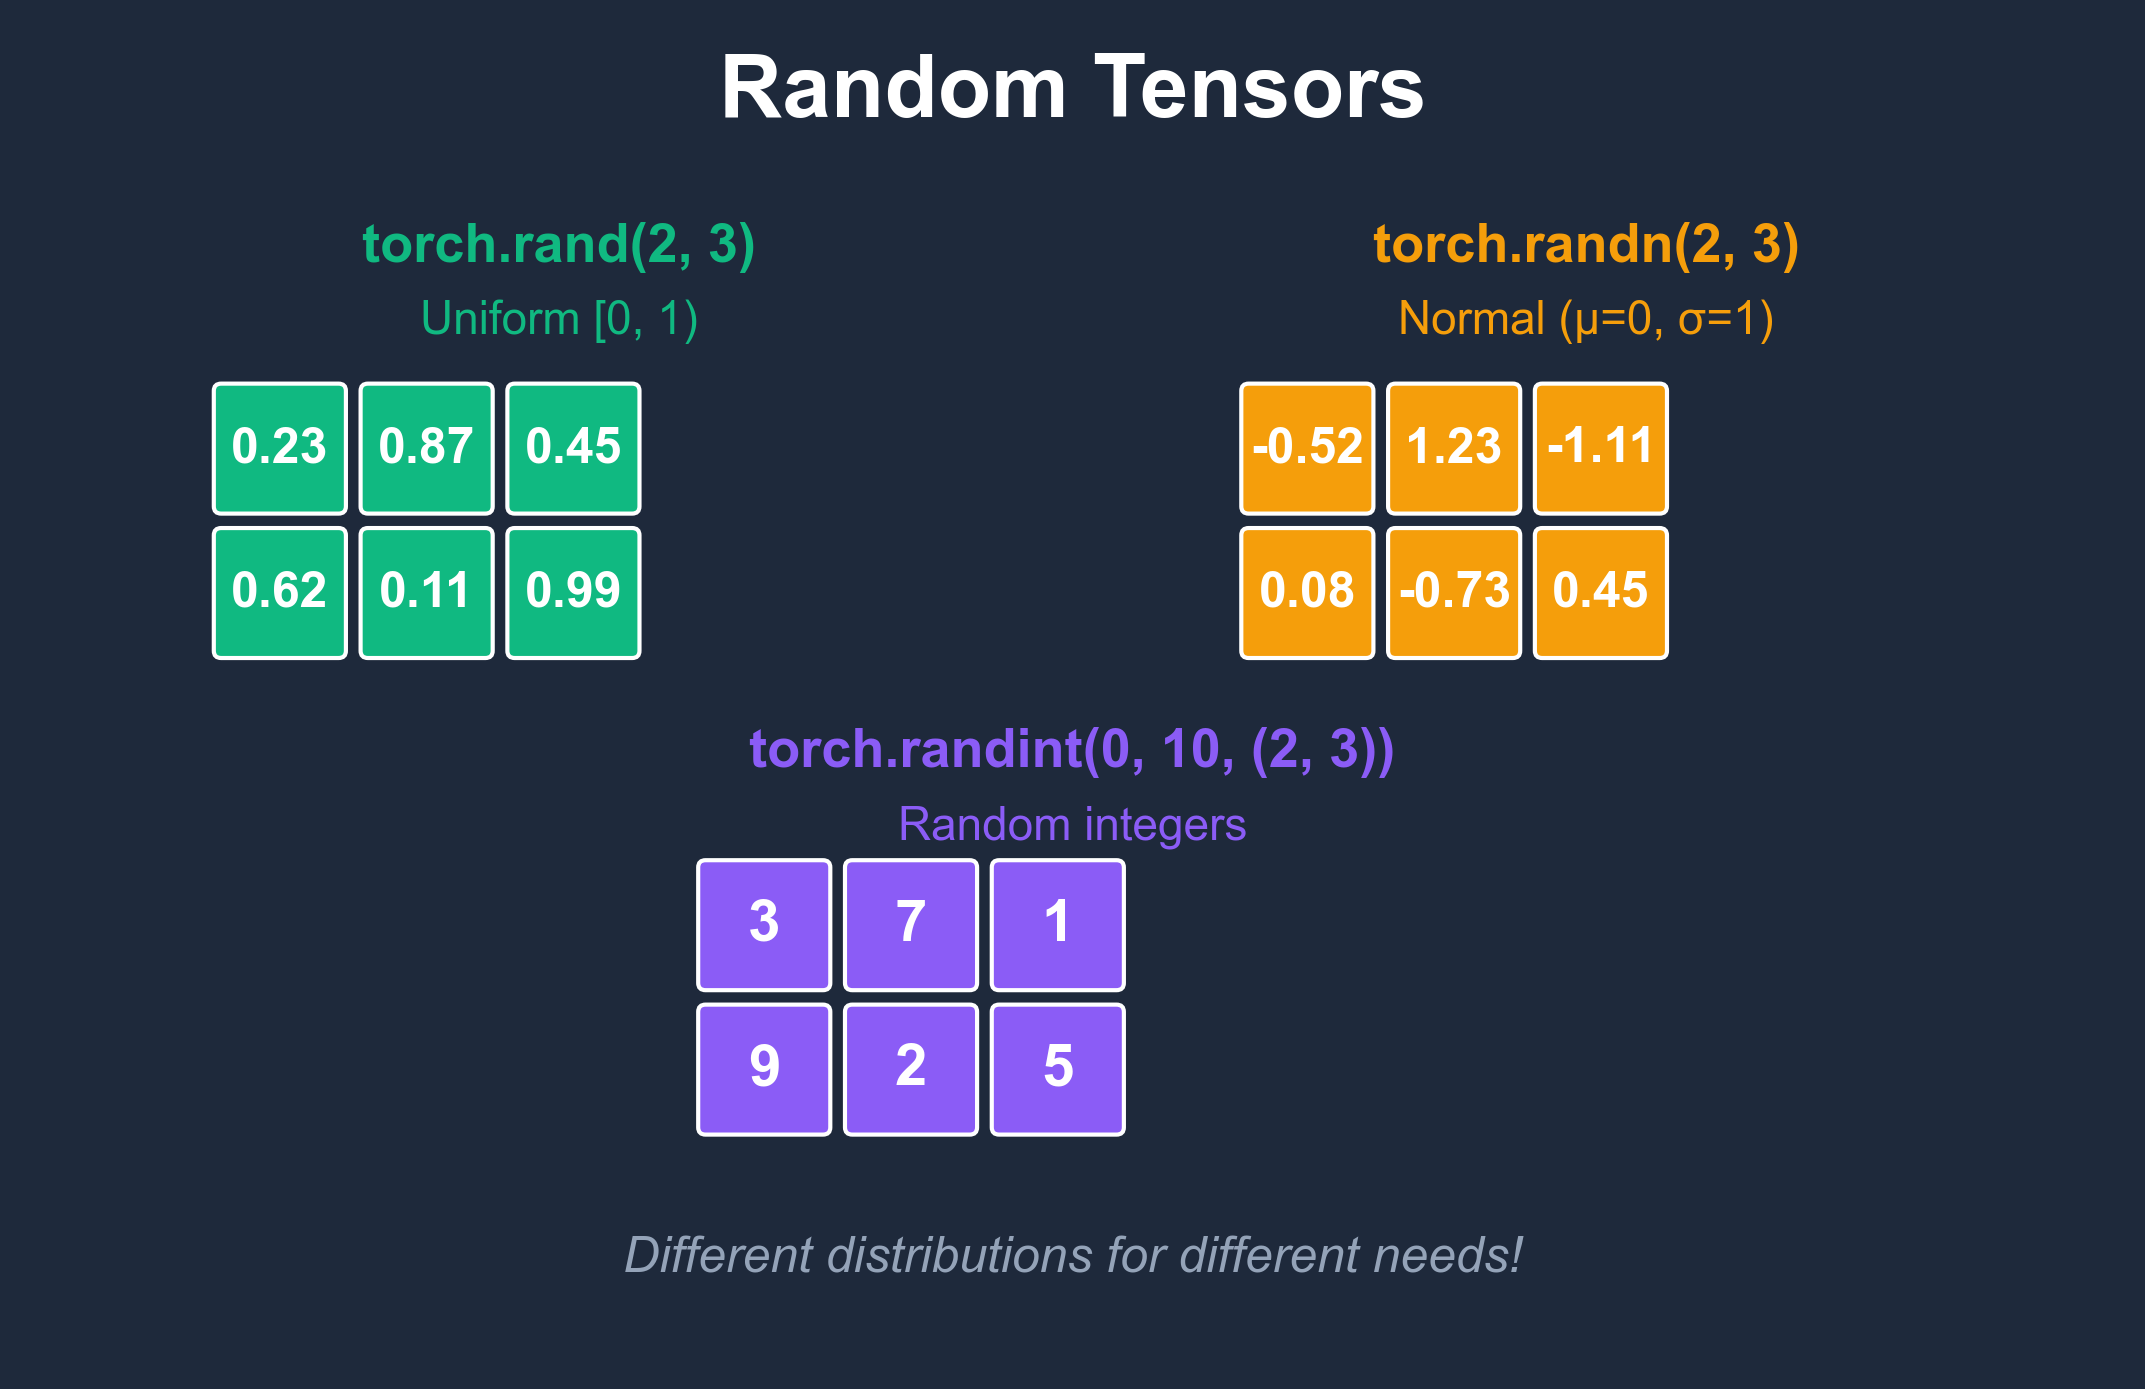 Random Tensors
torch.rand(2, 3)
Uniform [0, 1)
0.23 0.87 0.45
0.62 0.11 0.99
torch.randn(2, 3)
Normal (μ=0, σ=1)
-0.52 1.23 -1.11
0.08 -0.73 0.45
torch.randint(0, 10, (2, 3))
Random integers
3 7 1
9 2 5
Different distributions for different needs!